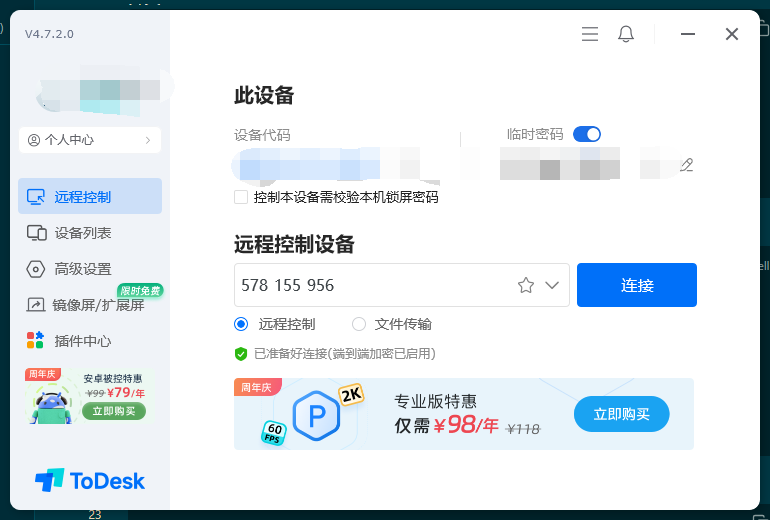 V4.7.2.0
个人中心
远程控制
设备列表
高级设置
限时免费
镜像屏/扩展屏
插件中心
周年庆
安卓被控特惠
¥99 ¥79/年
立即购买
ToDesk
此设备
设备代码
临时密码
控制本设备需校验本机锁屏密码
远程控制设备
578 155 956
连接
远程控制
文件传输
已准备好连接(端到端加密已启用)
周年庆
60 FPS
P
2K
专业版特惠
仅需¥98/年 ¥118
立即购买
23